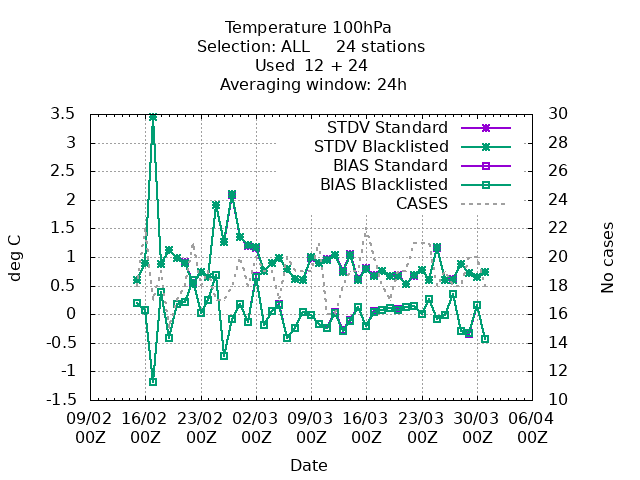 Temperature 100hPa
Selection: ALL     24 stations
Used  12 + 24
Averaging window: 24h
STDV Standard
STDV Blacklisted
BIAS Standard
BIAS Blacklisted
CASES
3.5
3
2.5
2
1.5
1
0.5
0
-0.5
-1
-1.5
deg C
30
28
26
24
22
20
18
16
14
12
10
No cases
09/02 16/02 23/02 02/03 09/03 16/03 23/03 30/03 06/04
00Z 00Z 00Z 00Z 00Z 00Z 00Z 00Z 00Z
Date